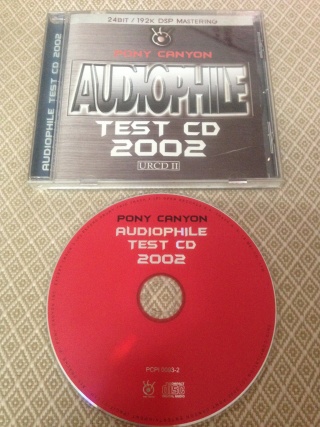 24BIT / 192K DSP MASTERING
PONY CANYON
AUDIOPHILE
TEST CD
2002
URCD II
AUDIOPHILE TEST CD 2002
PONY CANYON
AUDIOPHILE
TEST CD
2002